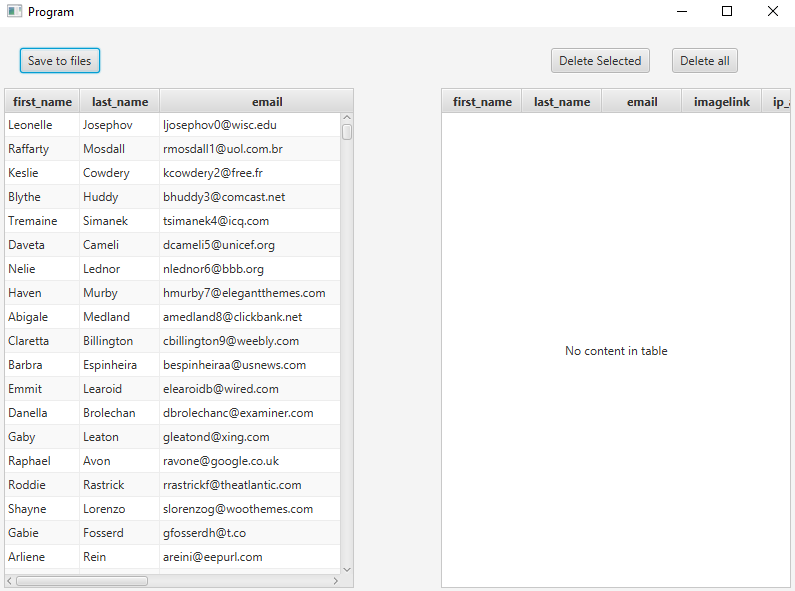 Program
Save to files
Delete Selected Delete all
first_name last_name email
Leonelle Josephov ljosephov0@wisc.edu
Raffarty Mosdall rmosdall1@uol.com.br
Keslie Cowdery kcowdery2@free.fr
Blythe Huddy bhuddy3@comcast.net
Tremaine Simanek tsimanek4@icq.com
Daveta Cameli dcameli5@unicef.org
Nelie Lednor nlednor6@bbb.org
Haven Murby hmurby7@elegantthemes.com
Abigale Medland amedland8@clickbank.net
Claretta Billington cbillington9@weebly.com
Barbra Espinheira bespinheiraa@usnews.com
Emmit Learoid elearoidb@wired.com
Danella Brolechan dbrolechanc@examiner.com
Gaby Leaton gleatond@xing.com
Raphael Avon ravone@google.co.uk
Roddie Rastrick rrastrickf@theatlantic.com
Shayne Lorenzo slorenzog@woothemes.com
Gabie Fosserd gfosserdh@t.co
Arliene Rein areini@eepurl.com
first_name last_name email imagelink ip_
No content in table